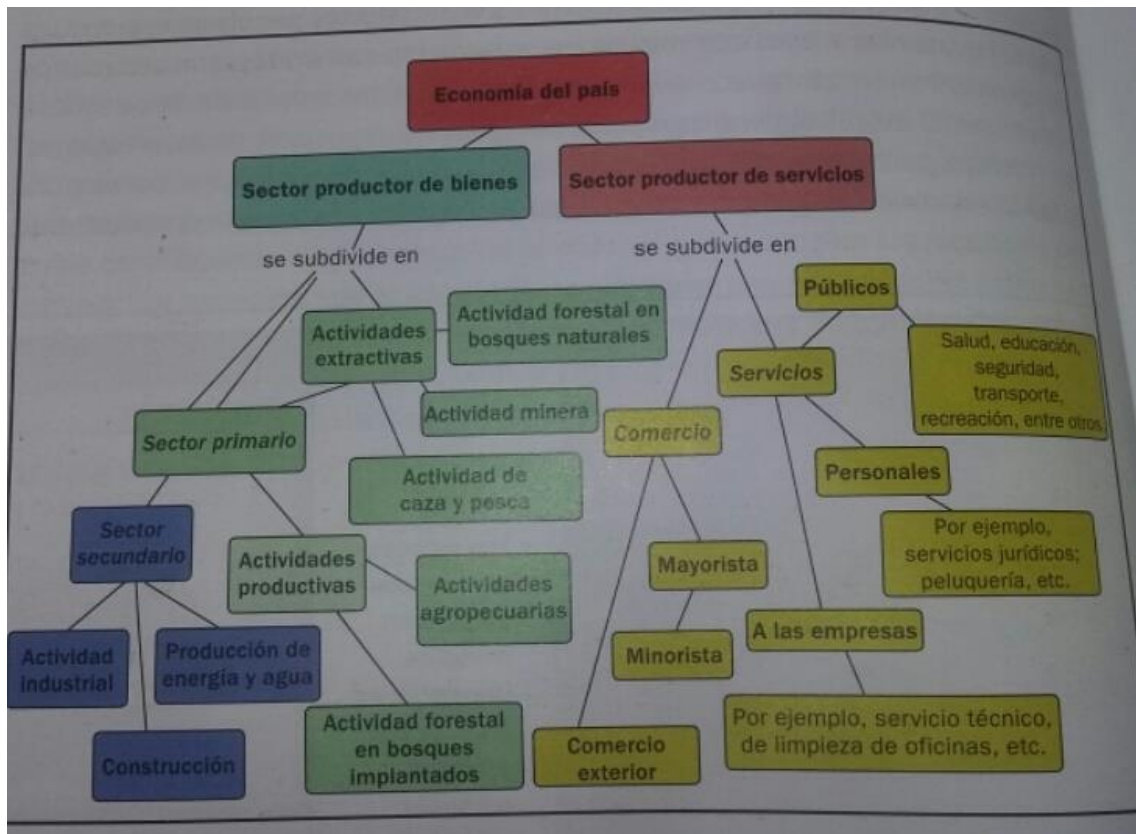 Economía del país
Sector productor de bienes
Sector productor de servicios
se subdivide en
se subdivide en
Públicos
Actividades
extractivas
Actividad forestal en
bosques naturales
Salud, educación,
seguridad,
transporte,
recreación, entre otros.
Servicios
Actividad minera
Sector primario
Comercio
Actividad de
caza y pesca
Personales
Sector
secundario
Por ejemplo,
servicios jurídicos;
peluquería, etc.
Actividades
productivas
Actividades
agropecuarias
Mayorista
A las empresas
Minorista
Actividad
industrial
Producción de
energía y agua
Por ejemplo, servicio técnico,
de limpieza de oficinas, etc.
Actividad forestal
en bosques
implantados
Comercio
exterior
Construcción